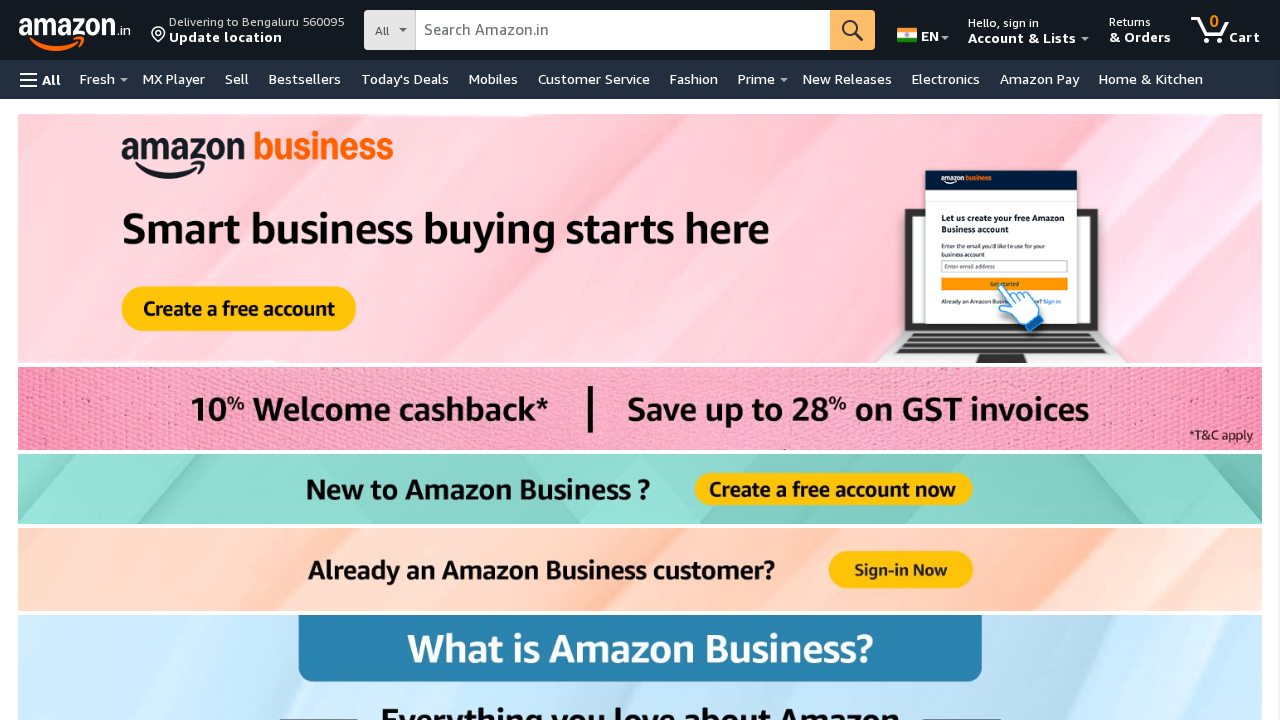 amazon.in
Delivering to Bengaluru 560095
Update location
All
Search Amazon.in
EN
Hello, sign in
Account & Lists
Returns
& Orders
0
Cart
All
Fresh
MX Player
Sell
Bestsellers
Today's Deals
Mobiles
Customer Service
Fashion
Prime
New Releases
Electronics
Amazon Pay
Home & Kitchen
amazon business
Smart business buying starts here
Create a free account
amazon business
Let us create your free Amazon
Business account
Enter the email you'd like to use for your
business account
Enter email address
Get started
Already an Amazon Sign in
10% Welcome cashback*
Save up to 28% on GST invoices
*T&C apply
New to Amazon Business ?
Create a free account now
Already an Amazon Business customer?
Sign-in Now
What is Amazon Business?
Everything you love about Amazon